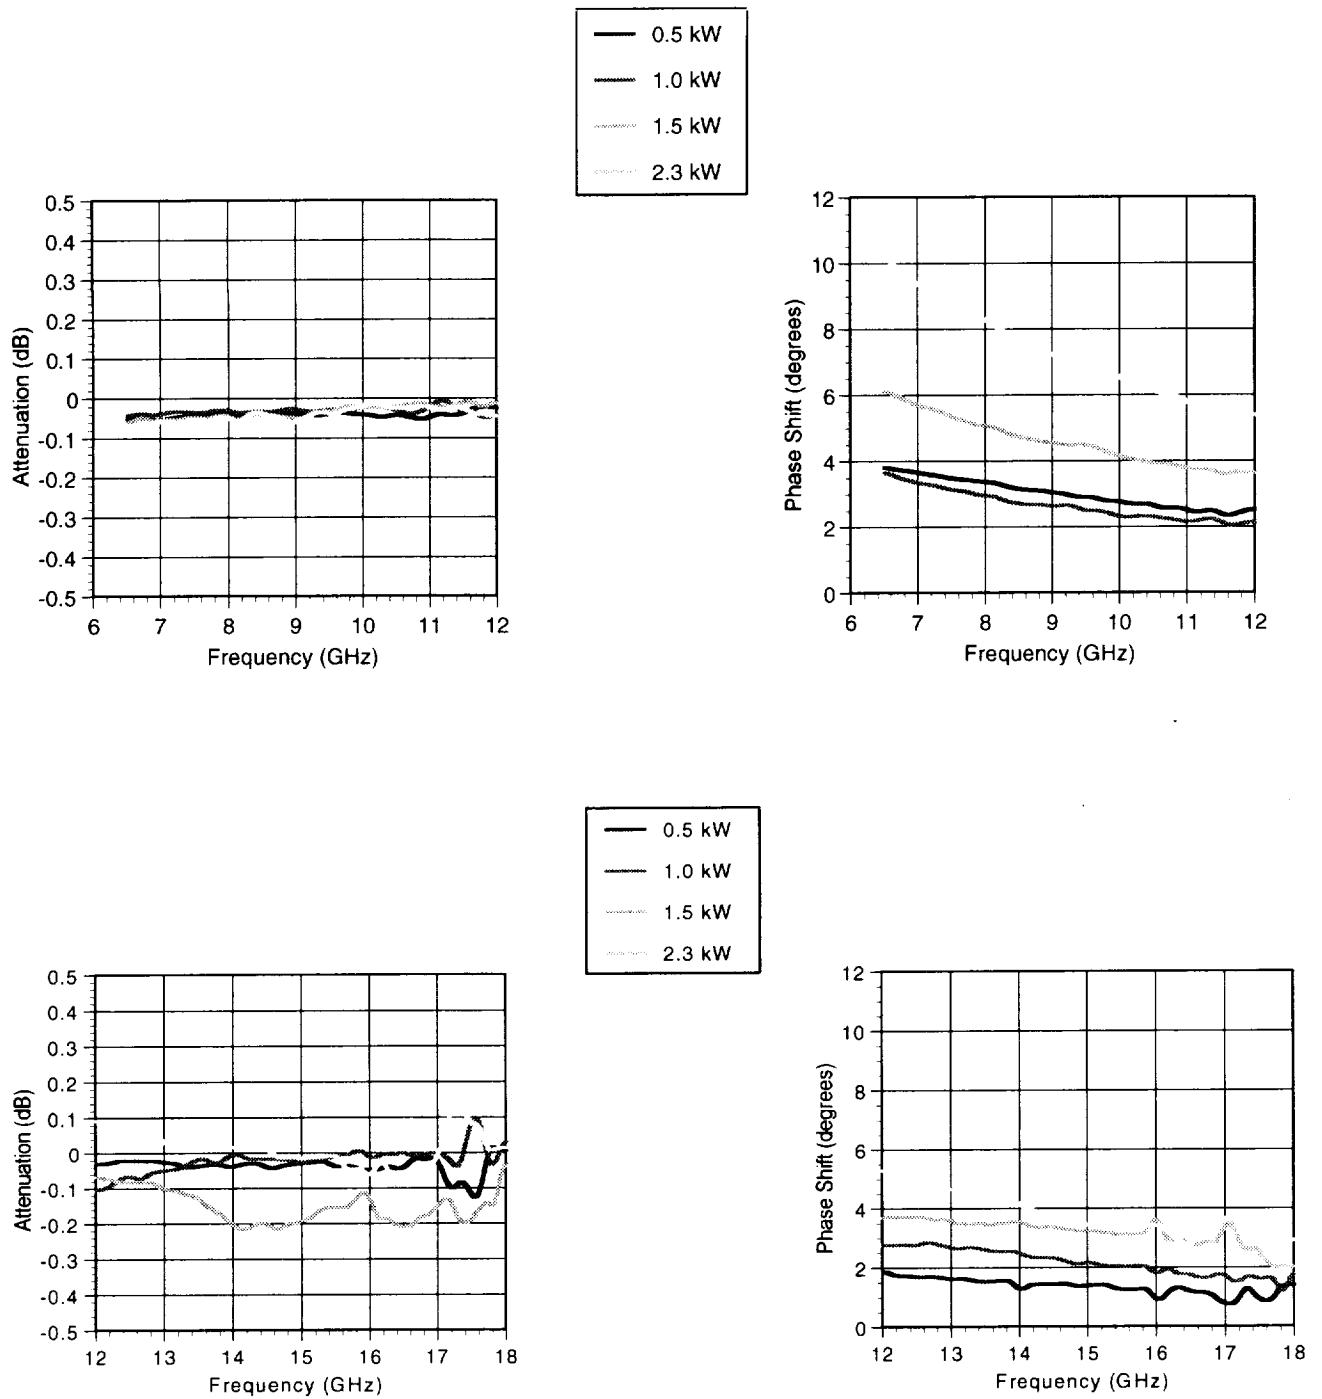 0.5 kW
1.0 kW
1.5 kW
2.3 kW
Attenuation (dB)
0.5
0.4
0.3
0.2
0.1
0
-0.1
-0.2
-0.3
-0.4
-0.5
6 7 8 9 10 11 12
Frequency (GHz)
Phase Shift (degrees)
12
10
8
6
4
2
0
6 7 8 9 10 11 12
Frequency (GHz)
0.5 kW
1.0 kW
1.5 kW
2.3 kW
Attenuation (dB)
0.5
0.4
0.3
0.2
0.1
0
-0.1
-0.2
-0.3
-0.4
-0.5
12 13 14 15 16 17 18
Frequency (GHz)
Phase Shift (degrees)
12
10
8
6
4
2
0
12 13 14 15 16 17 18
Frequency (GHz)